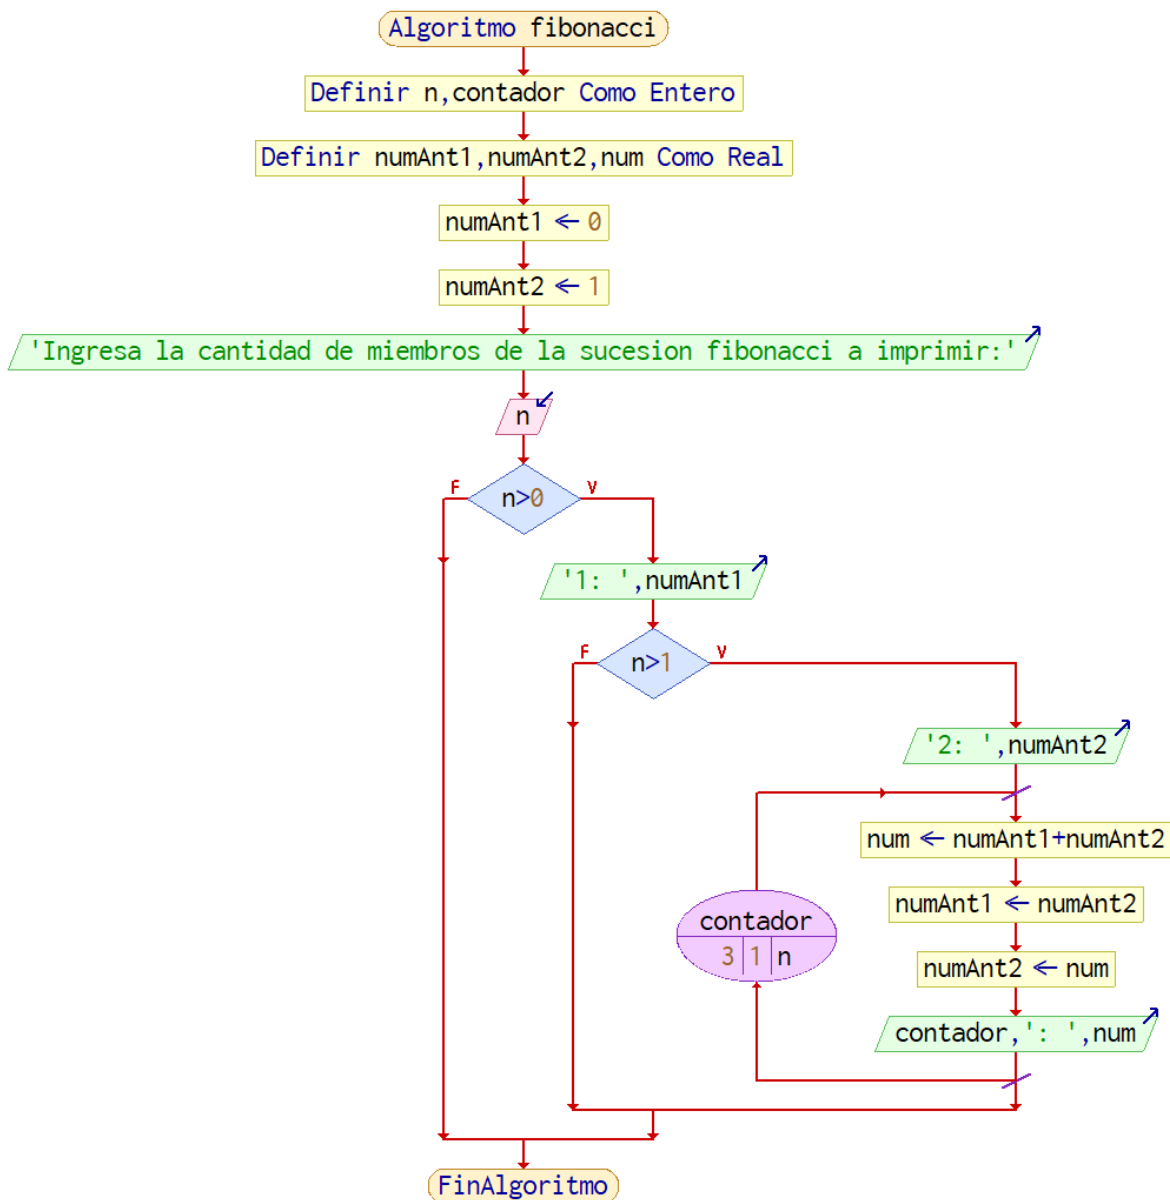 Algoritmo fibonacci
Definir n,contador Como Entero
Definir numAnt1,numAnt2,num Como Real
numAnt1 ← 0
numAnt2 ← 1
'Ingresa la cantidad de miembros de la sucesion fibonacci a imprimir:'
n
F
V
n>0
'1: ',numAnt1
F
V
n>1
'2: ',numAnt2
num ← numAnt1+numAnt2
numAnt1 ← numAnt2
contador
3 1 n
numAnt2 ← num
contador,': ',num
FinAlgoritmo